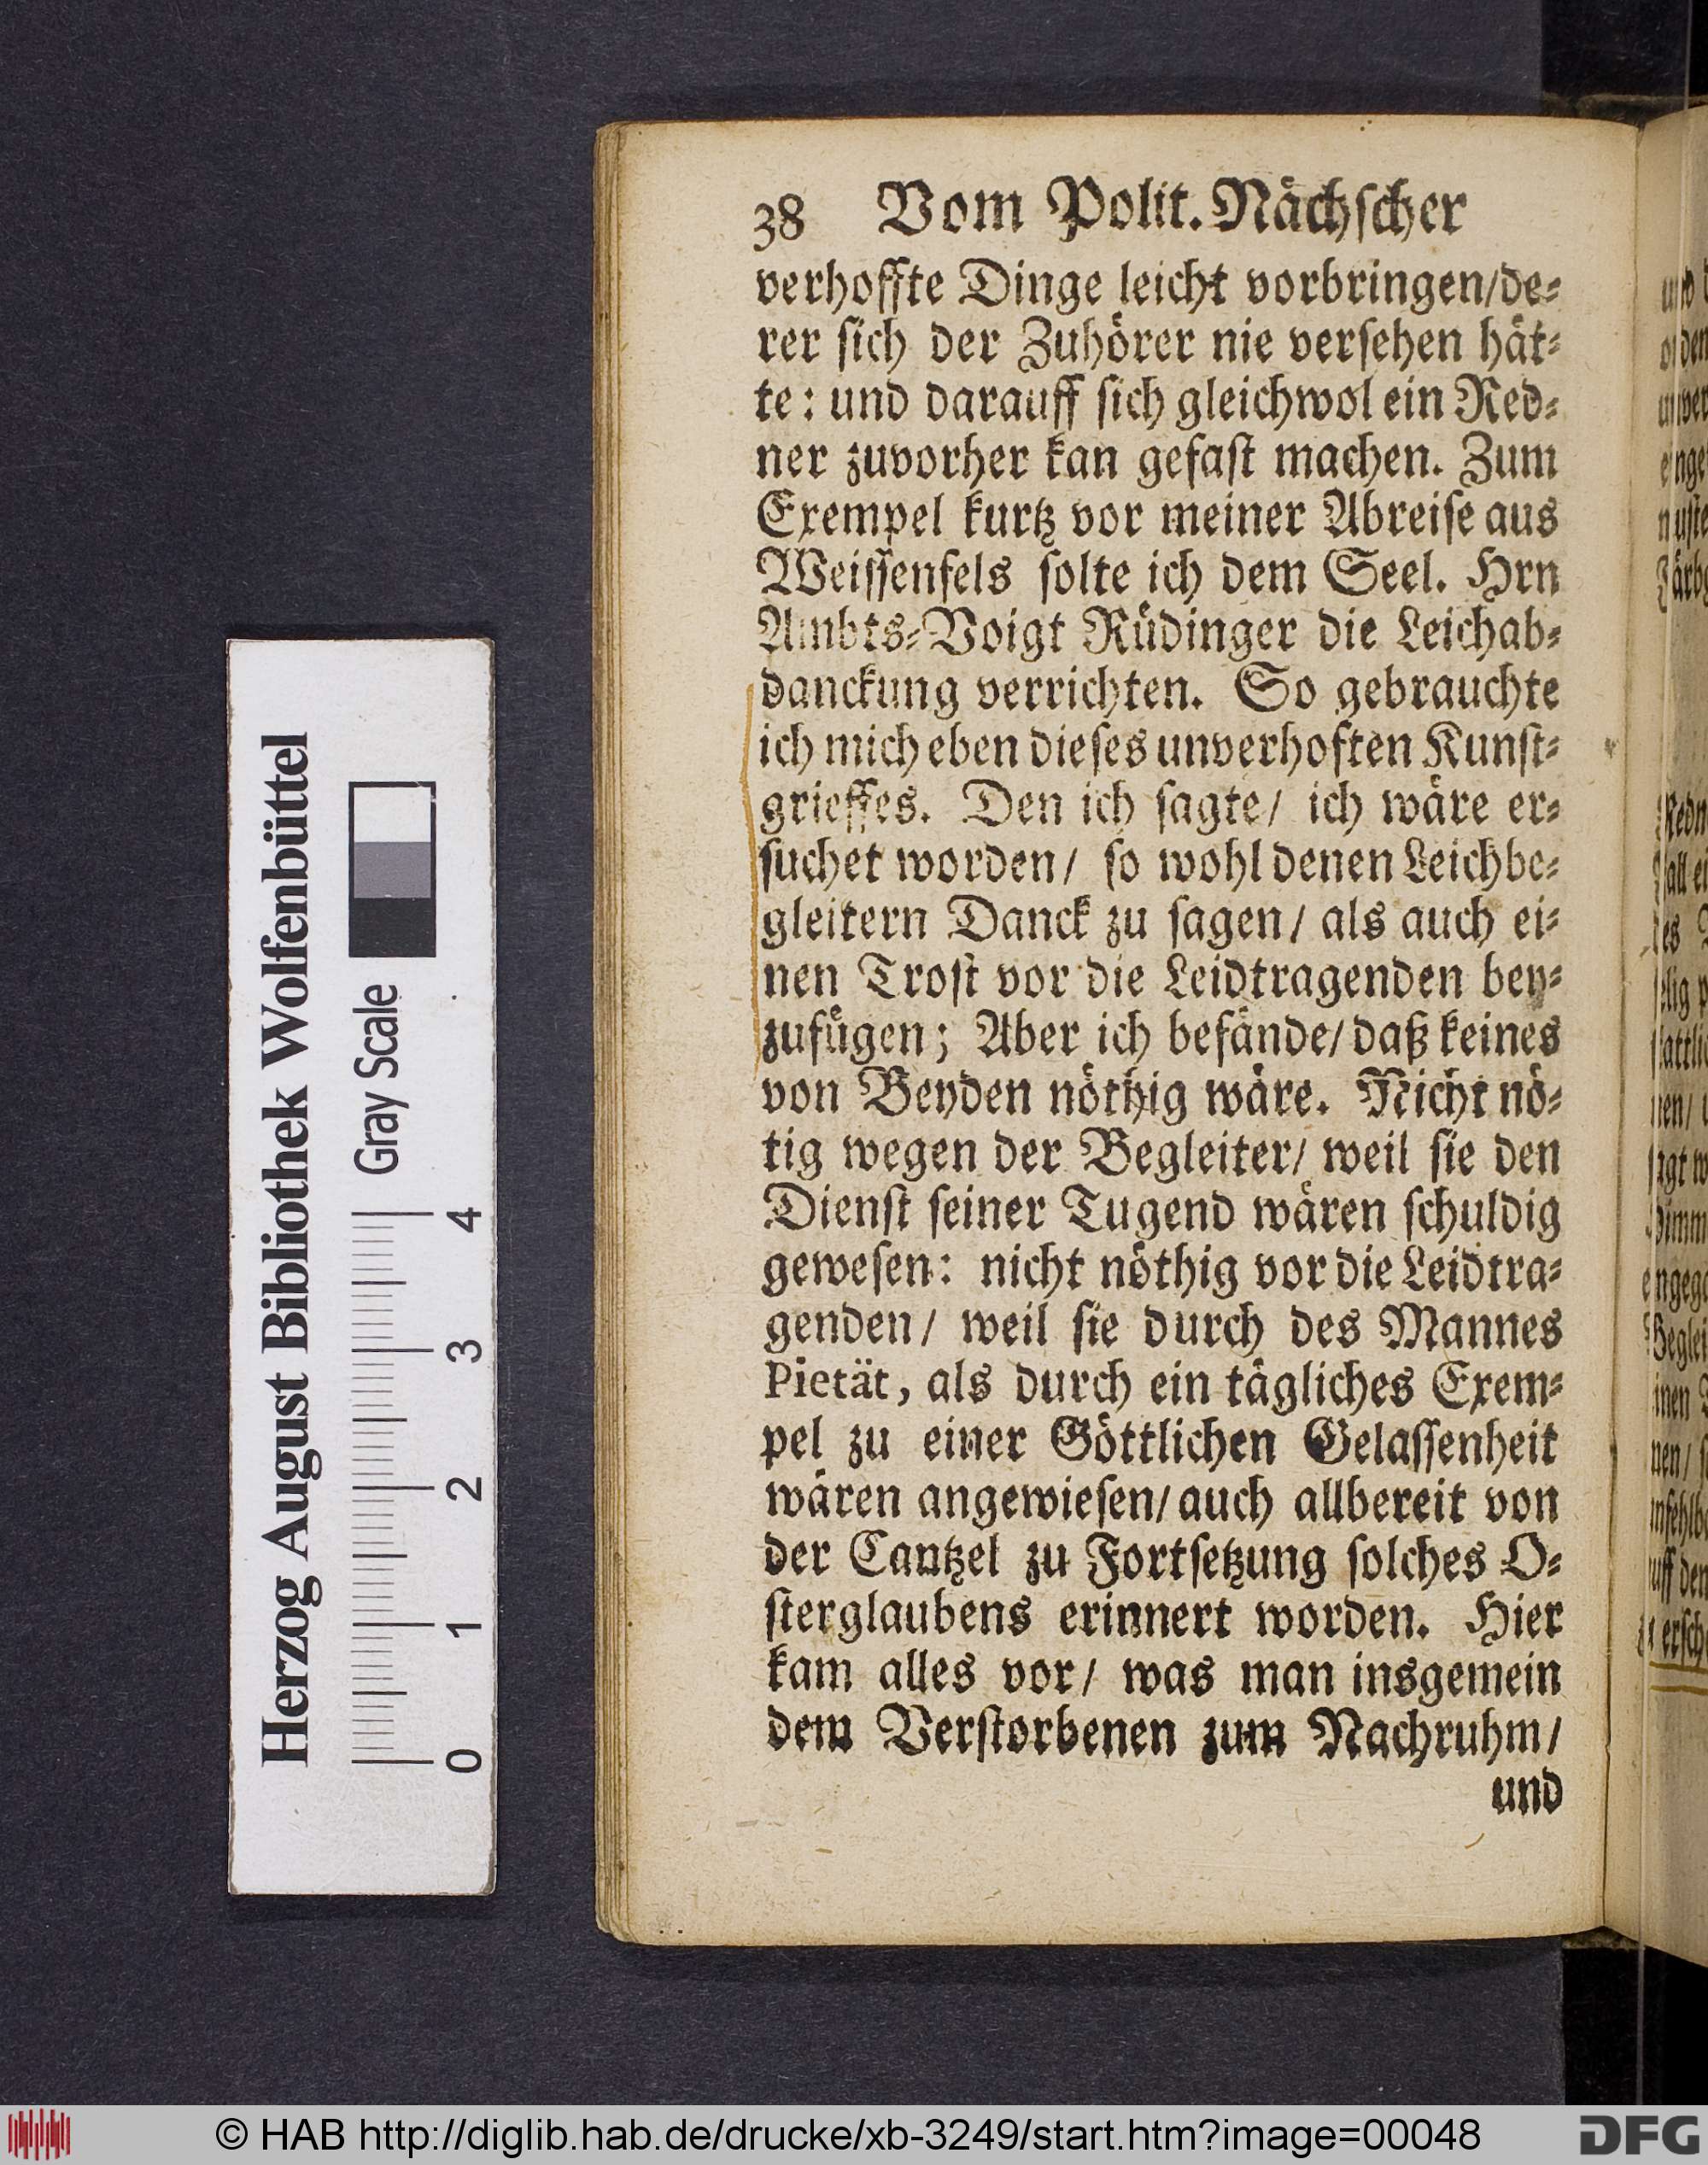 38 Vom Polit. Nächſcher
verhoffte Dinge leicht vorbringen/de⸗
rer ſich der Zuhörer nie verſehen hät⸗
te: und darauff ſich gleichwol ein Red⸗
ner zuvorher kan gefaſt machen. Zum
Exempel kurtz vor meiner Abreiſe aus
Weiſſenfels ſolte ich dem Seel. Hrn
Ambts⸗Voigt Rüdinger die Leichab⸗
danckung verrichten. So gebrauchte
ich mich eben dieſes unverhoften Kunſt⸗
grieffes. Den ich ſagte/ ich wäre er⸗
ſuchet worden/ ſo wohl denen Leichbe⸗
gleitern Danck zu ſagen/ als auch ei⸗
nen Troſt vor die Leidtragenden bey⸗
zufügen; Aber ich befände/ daß keines
von Beyden nöthig wäre. Nicht nö⸗
tig wegen der Begleiter/ weil ſie den
Dienſt ſeiner Tugend wären ſchuldig
geweſen: nicht nöthig vor die Leidtra⸗
genden/ weil ſie durch des Mannes
Pietät, als durch ein tägliches Exem⸗
pel zu einer Göttlichen Gelaſſenheit
wären angewieſen/ auch allbereit von
der Cantzel zu Fortſetzung ſolches O⸗
ſterglaubens erinnert worden. Hier
kam alles vor/ was man insgemein
dem Verſtorbenen zum Nachruhm/
und
Herzog August Bibliothek Wolfenbüttel
Gray Scale
0 1 2 3 4
© HAB http://diglib.hab.de/drucke/xb-3249/start.htm?image=00048
DFG